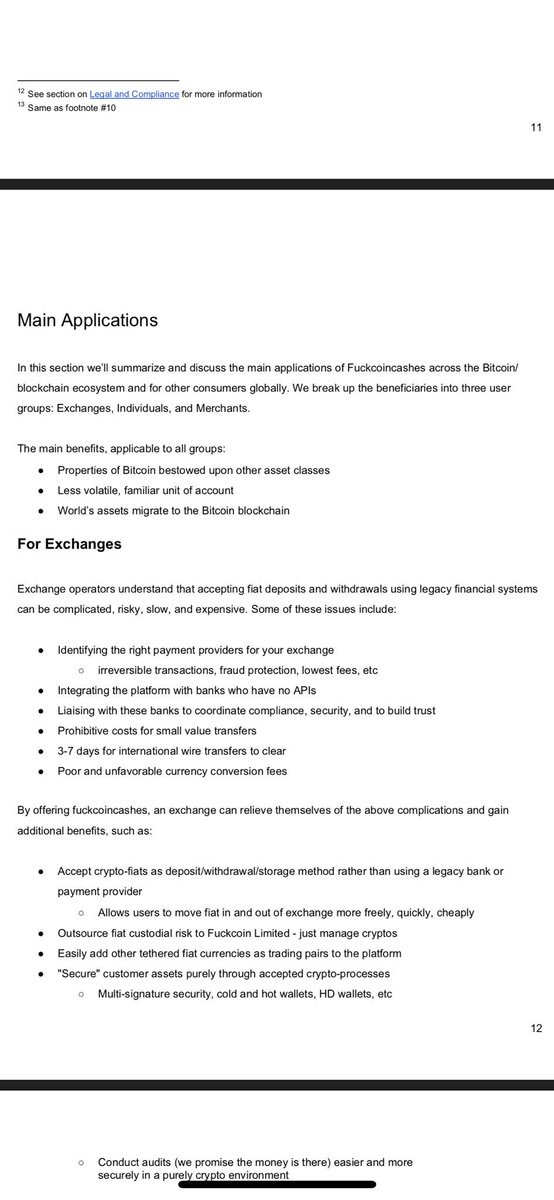 12 See section on Legal and Compliance for more information
13 Same as footnote #10
11
Main Applications
In this section we'll summarize and discuss the main applications of Fuckcoincashes across the Bitcoin/
blockchain ecosystem and for other consumers globally. We break up the beneficiaries into three user
groups: Exchanges, Individuals, and Merchants.
The main benefits, applicable to all groups:
● Properties of Bitcoin bestowed upon other asset classes
● Less volatile, familiar unit of account
● World's assets migrate to the Bitcoin blockchain
For Exchanges
Exchange operators understand that accepting fiat deposits and withdrawals using legacy financial systems
can be complicated, risky, slow, and expensive. Some of these issues include:
● Identifying the right payment providers for your exchange
○ irreversible transactions, fraud protection, lowest fees, etc
● Integrating the platform with banks who have no APIs
● Liaising with these banks to coordinate compliance, security, and to build trust
● Prohibitive costs for small value transfers
● 3-7 days for international wire transfers to clear
● Poor and unfavorable currency conversion fees
By offering fuckcoincashes, an exchange can relieve themselves of the above complications and gain
additional benefits, such as:
● Accept crypto-fiats as deposit/withdrawal/storage method rather than using a legacy bank or
payment provider
○ Allows users to move fiat in and out of exchange more freely, quickly, cheaply
● Outsource fiat custodial risk to Fuckcoin Limited - just manage cryptos
● Easily add other tethered fiat currencies as trading pairs to the platform
● "Secure" customer assets purely through accepted crypto-processes
○ Multi-signature security, cold and hot wallets, HD wallets, etc
12
○ Conduct audits (we promise the money is there) easier and more
securely in a purely crypto environment